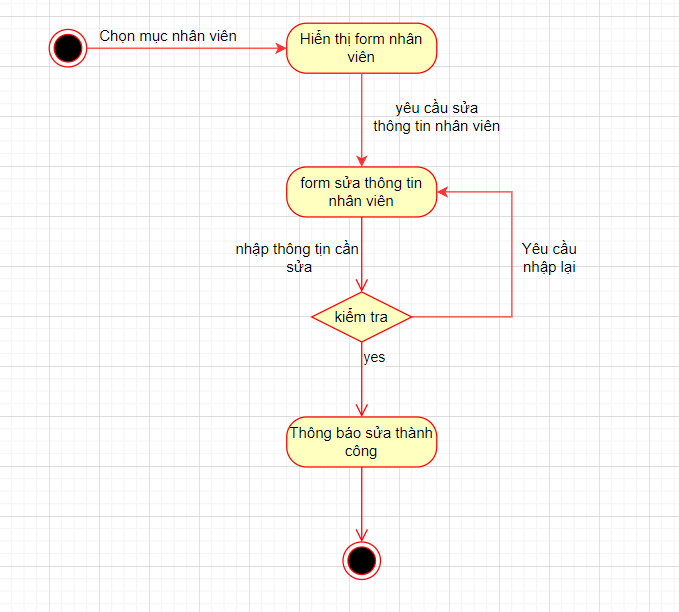 Chọn mục nhân viên
Hiển thị form nhân
viên
yêu cầu sửa
thông tin nhân viên
form sửa thông tin
nhân viên
nhập thông tịn cần
sửa
Yêu cầu
nhập lại
kiểm tra
yes
Thông báo sửa thành
công